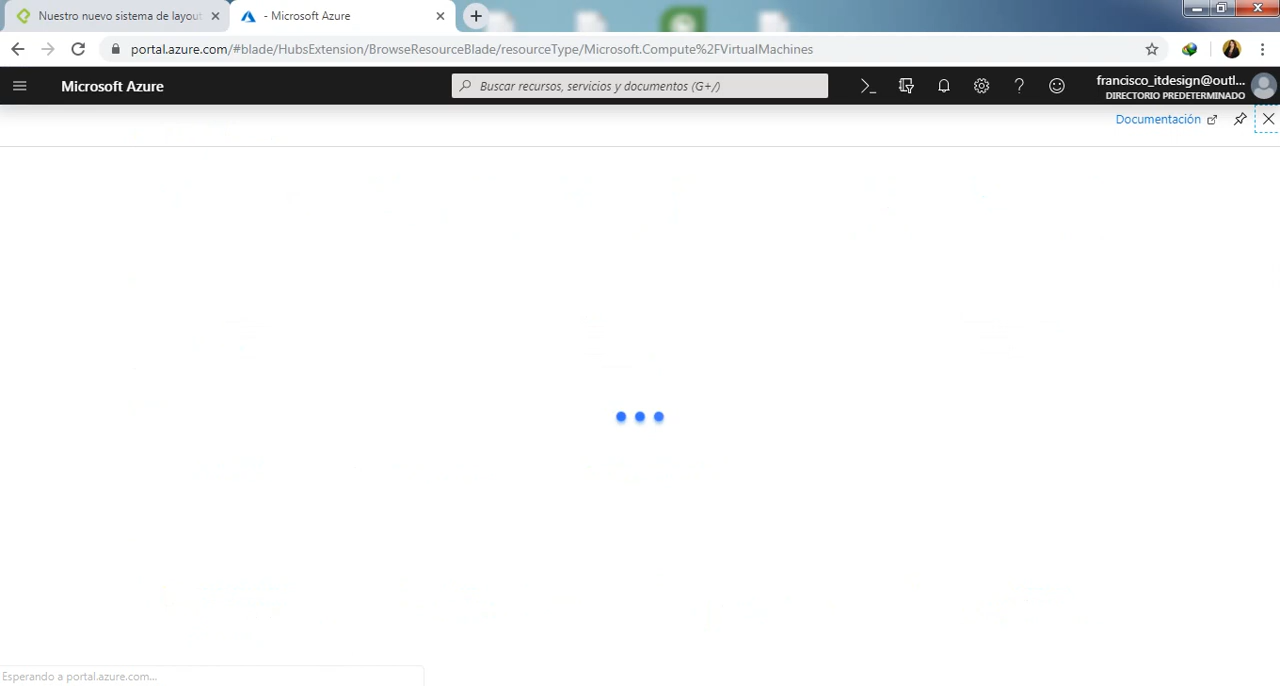 Nuestro nuevo sistema de layout
- Microsoft Azure
portal.azure.com/#blade/HubsExtension/BrowseResourceBlade/resourceType/Microsoft.Compute%2FVirtualMachines
Microsoft Azure
Buscar recursos, servicios y documentos (G+/)
francisco_itdesign@outl...
DIRECTORIO PREDETERMINADO
Documentación
Esperando a portal.azure.com...